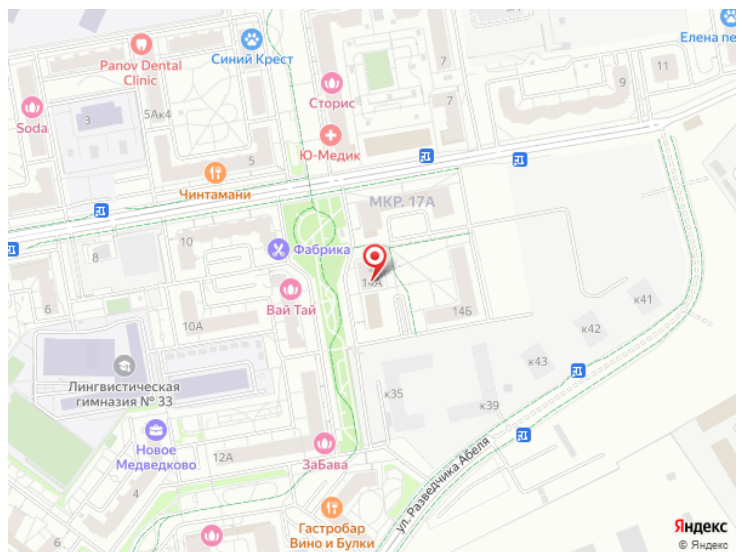 Panov Dental
Clinic
Синий Крест
Елена пе
Soda
3
5Ак4
Сторис
7
7
9
11
Ю-Медик
5
Чинтамани
МКР. 17А
10
Фабрика
8
6
14А
Вай Тай
14Б
к41
к42
10А
к43
Лингвистическая
гимназия № 33
к35
к39
Новое
Медведково
12А
ЗаБава
ул. Разведчика Абеля
Гастробар
Вино и Булки
6
Яндекс
© Яндекс